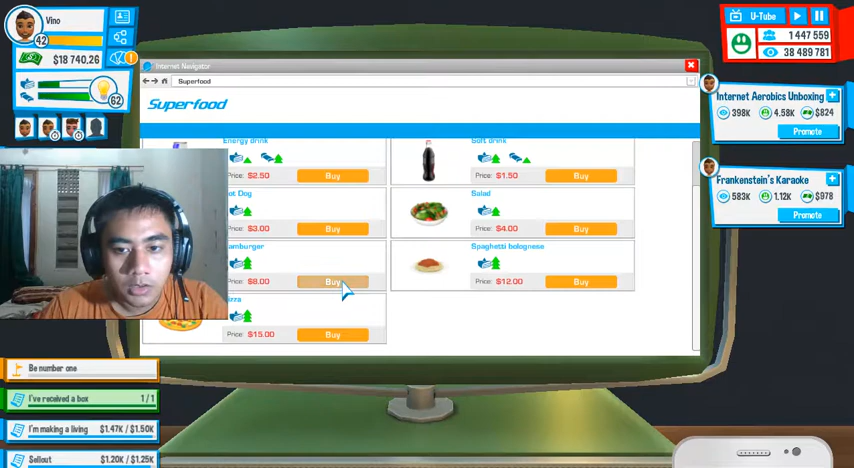 Vino
42
$18 740,26
62
U-Tube
1 447 559
38 489 781
Internet Navigator
Superfood
Superfood
Energy drink
Price: $2.50
Buy
Soft drink
Price: $1.50
Buy
ot Dog
Price: $3.00
Buy
Salad
Price: $4.00
Buy
amburger
Price: $8.00
Buy
Spaghetti bolognese
Price: $12.00
Buy
izza
Price: $15.00
Buy
Internet Aerobics Unboxing
398K
4.58K
$824
Promote
Frankenstein's Karaoke
583K
1.12K
$978
Promote
Be number one
I've received a box
1/1
I'm making a living
$1.47K / $1.50K
Sellout
$1.20K / $1.25K